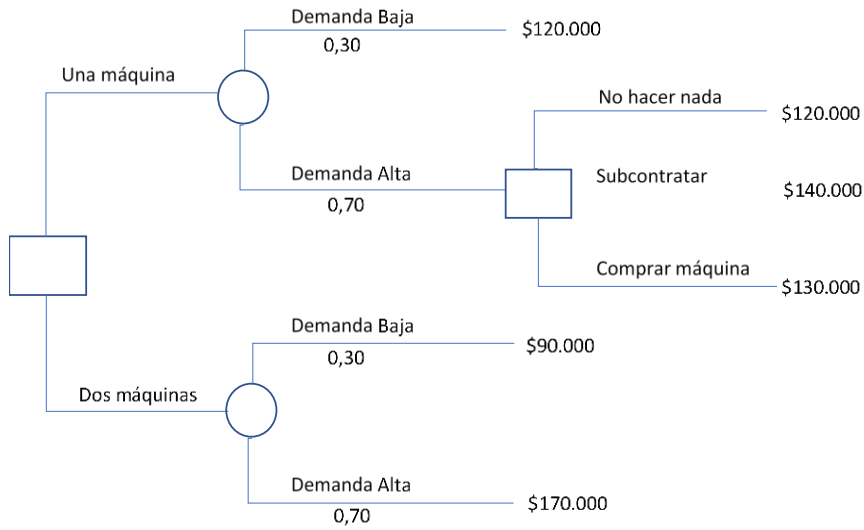 Demanda Baja
0,30
$120.000
Una máquina
No hacer nada
$120.000
Demanda Alta
0,70
Subcontratar
$140.000
Comprar máquina
$130.000
Demanda Baja
0,30
$90.000
Dos máquinas
Demanda Alta
0,70
$170.000